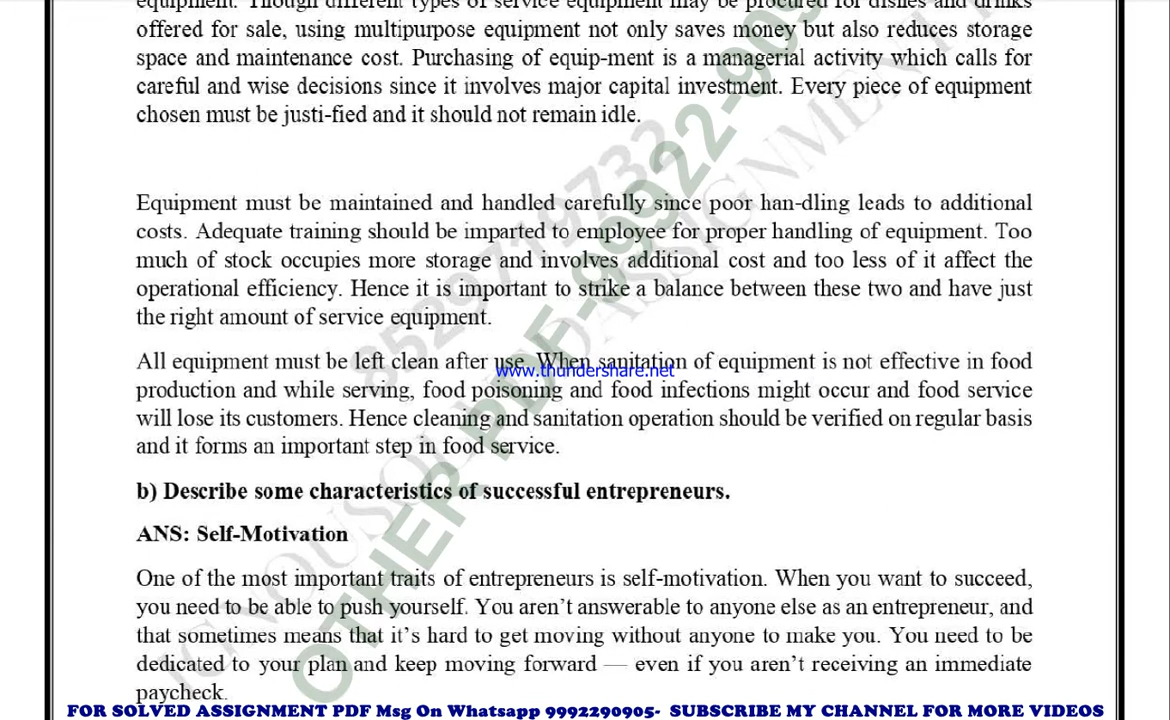 equipment. Though different types of service equipment may be procured for dishes and drinks
offered for sale, using multipurpose equipment not only saves money but also reduces storage
space and maintenance cost. Purchasing of equip-ment is a managerial activity which calls for
careful and wise decisions since it involves major capital investment. Every piece of equipment
chosen must be justi-fied and it should not remain idle.
Equipment must be maintained and handled carefully since poor han-dling leads to additional
costs. Adequate training should be imparted to employee for proper handling of equipment. Too
much of stock occupies more storage and involves additional cost and too less of it affect the
operational efficiency. Hence it is important to strike a balance between these two and have just
the right amount of service equipment.
All equipment must be left clean after use. When sanitation of equipment is not effective in food
www.thundershare.net
production and while serving, food poisoning and food infections might occur and food service
will lose its customers. Hence cleaning and sanitation operation should be verified on regular basis
and it forms an important step in food service.
b) Describe some characteristics of successful entrepreneurs.
ANS: Self-Motivation
One of the most important traits of entrepreneurs is self-motivation. When you want to succeed,
you need to be able to push yourself. You aren't answerable to anyone else as an entrepreneur, and
that sometimes means that it's hard to get moving without anyone to make you. You need to be
dedicated to your plan and keep moving forward — even if you aren't receiving an immediate
paycheck.
FOR SOLVED ASSIGNMENT PDF Msg On Whatsapp 9992290905- SUBSCRIBE MY CHANNEL FOR MORE VIDEOS
8529719732
OTHER PDF-99922-909